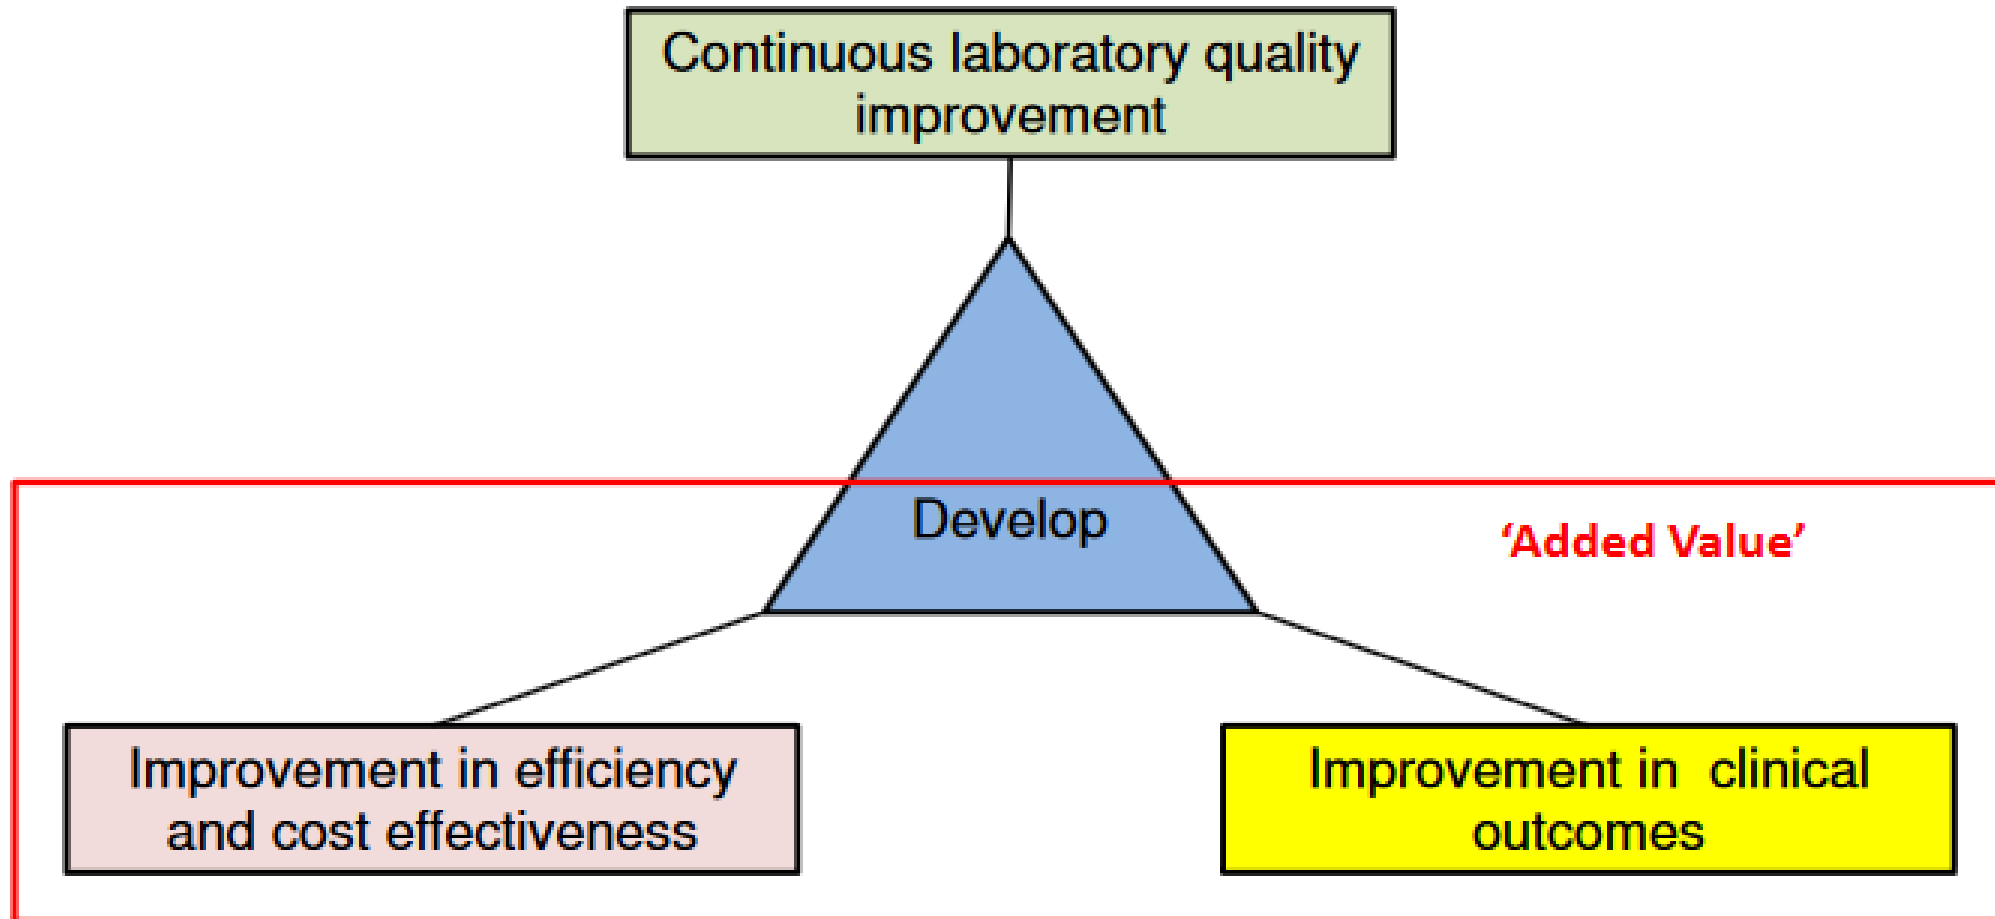 Continuous laboratory quality
improvement
Develop
‘Added Value’
Improvement in efficiency
and cost effectiveness
Improvement in  clinical
outcomes